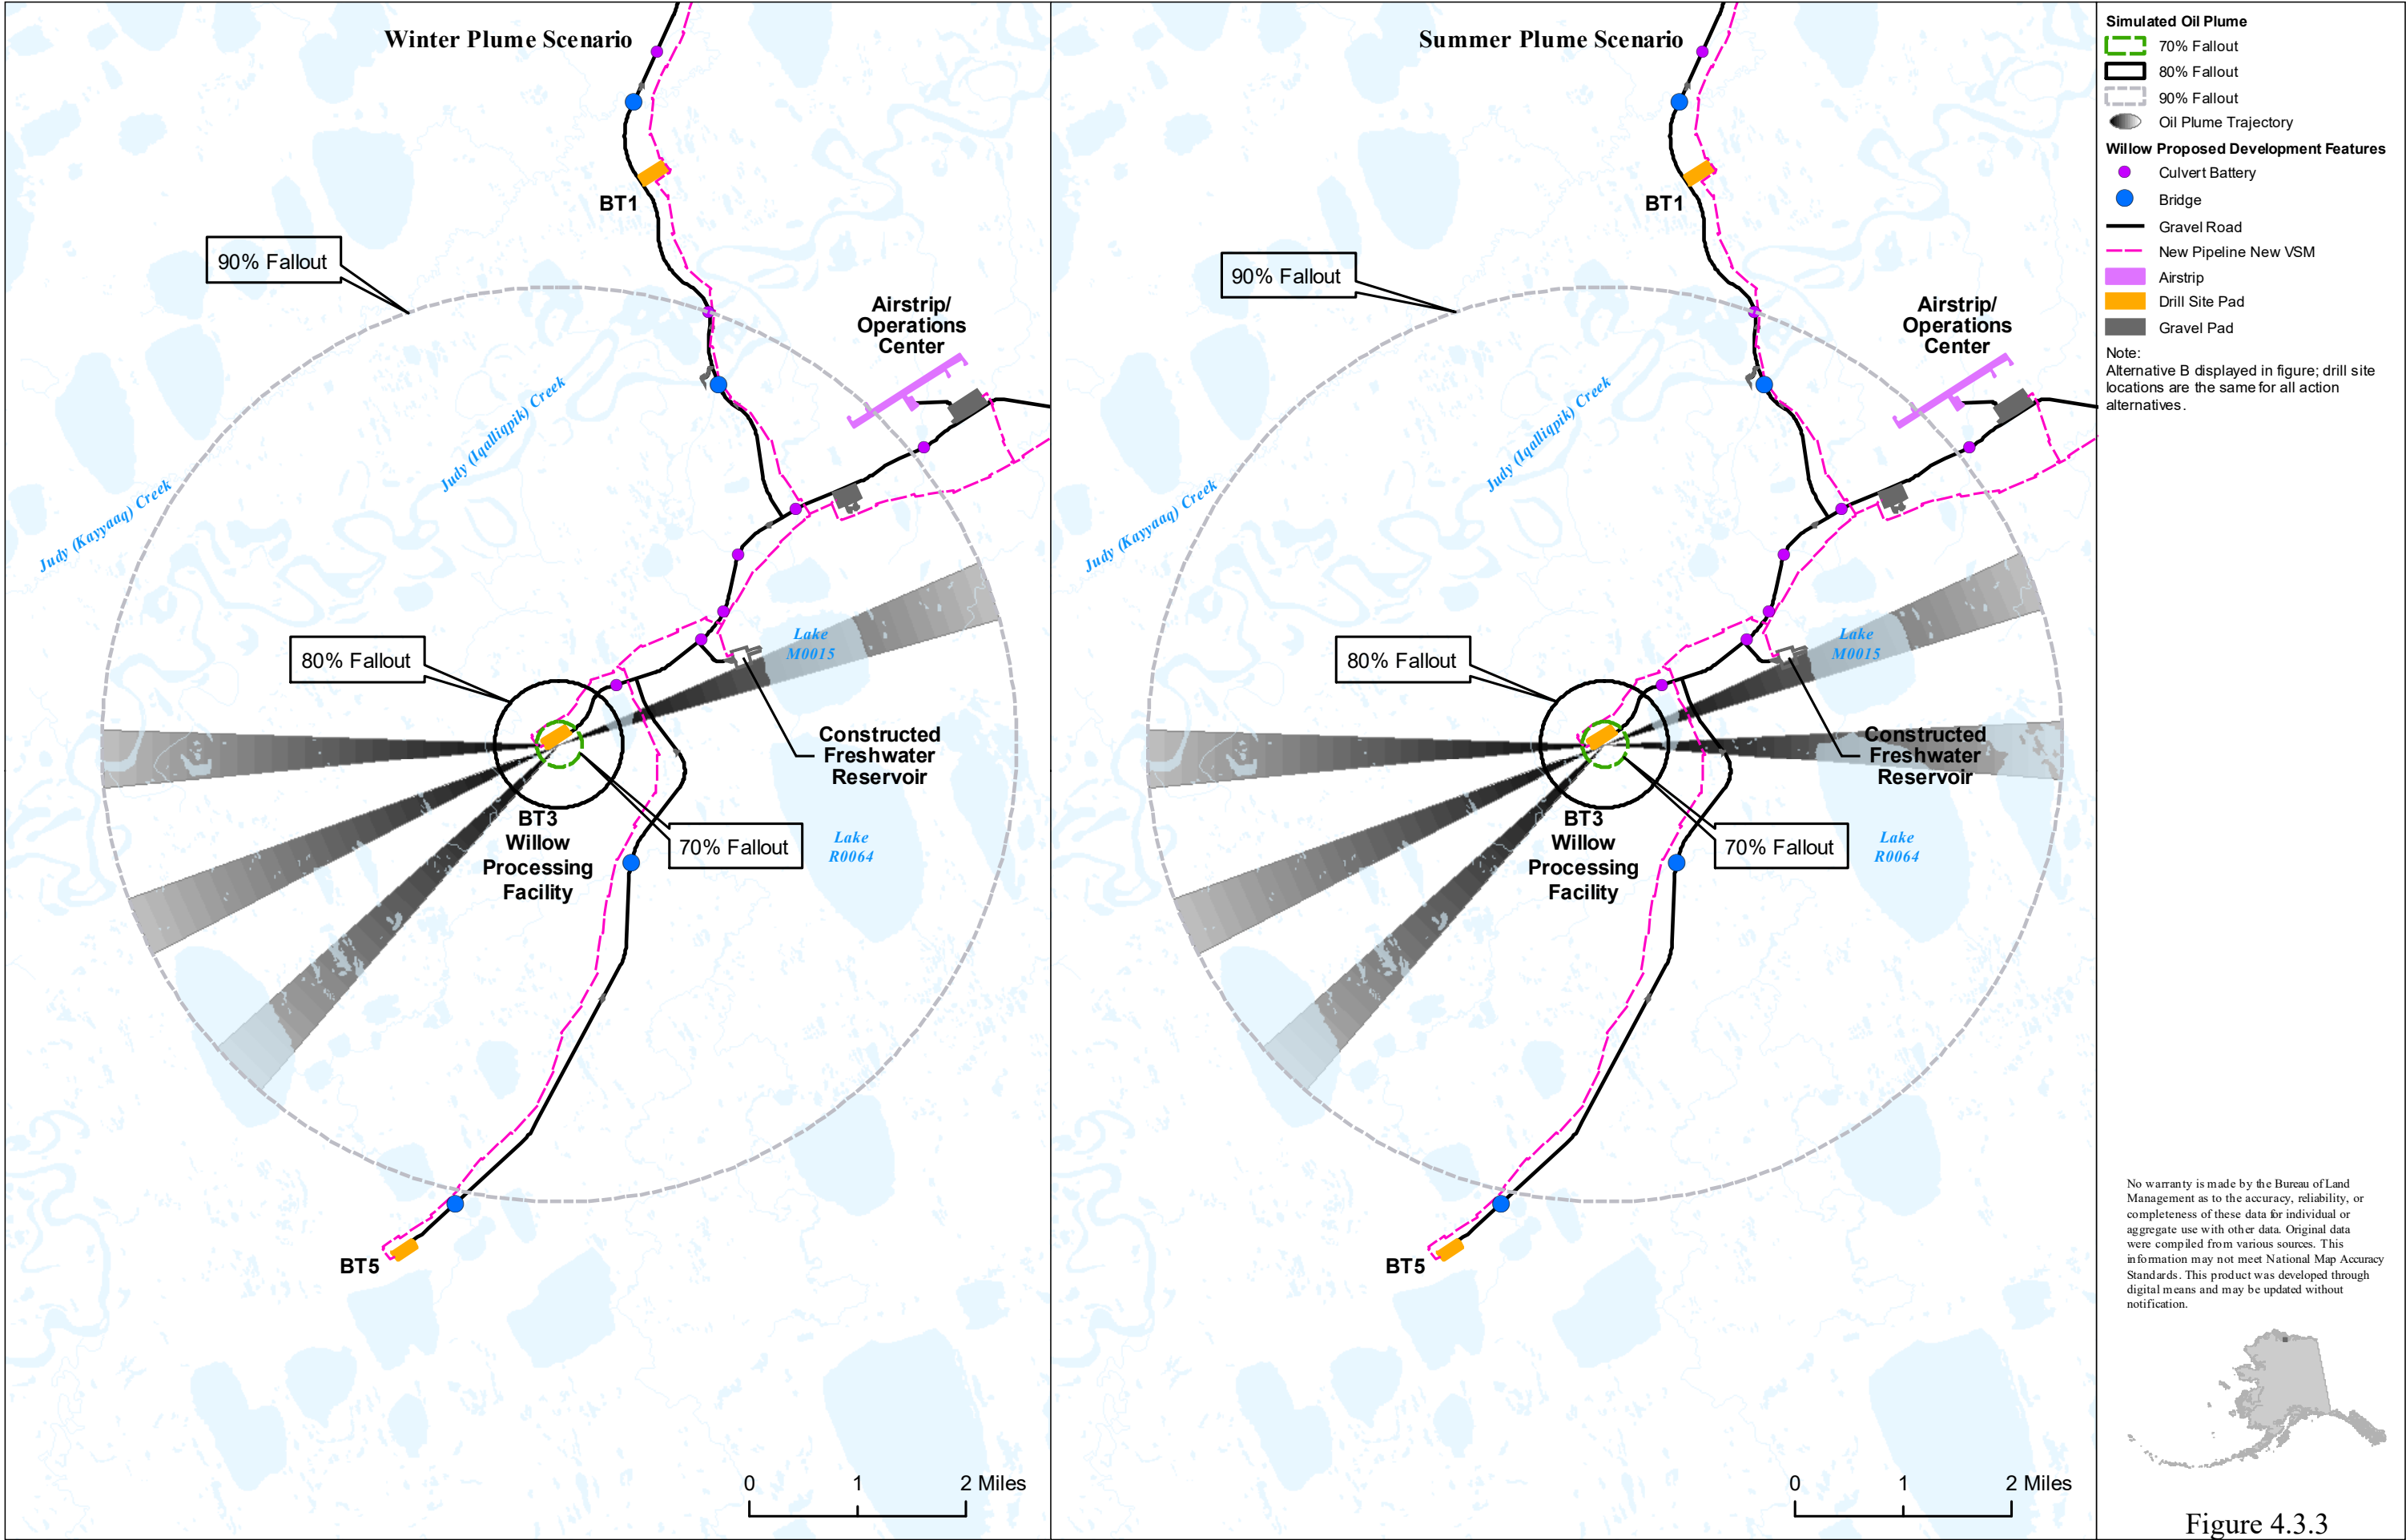 Winter Plume Scenario
BT1
90% Fallout
Airstrip/
Operations
Center
Judy (Iqalliqpik) Creek
Judy (Kayyaaq) Creek
80% Fallout
Lake
M0015
Constructed
Freshwater
Reservoir
BT3
Willow
Processing
Facility
70% Fallout
Lake
R0064
BT5
0 1 2 Miles
Summer Plume Scenario
BT1
90% Fallout
Airstrip/
Operations
Center
Judy (Iqalliqpik) Creek
Judy (Kayyaaq) Creek
80% Fallout
Lake
M0015
Constructed
Freshwater
Reservoir
BT3
Willow
Processing
Facility
70% Fallout
Lake
R0064
BT5
0 1 2 Miles
Simulated Oil Plume
70% Fallout
80% Fallout
90% Fallout
Oil Plume Trajectory
Willow Proposed Development Features
Culvert Battery
Bridge
Gravel Road
New Pipeline New VSM
Airstrip
Drill Site Pad
Gravel Pad
Note:
Alternative B displayed in figure; drill site
locations are the same for all action
alternatives.
No warranty is made by the Bureau of Land
Management as to the accuracy, reliability, or
completeness of these data for individual or
aggregate use with other data. Original data
were compiled from various sources. This
information may not meet National Map Accuracy
Standards. This product was developed through
digital means and may be updated without
notification.
Figure 4.3.3